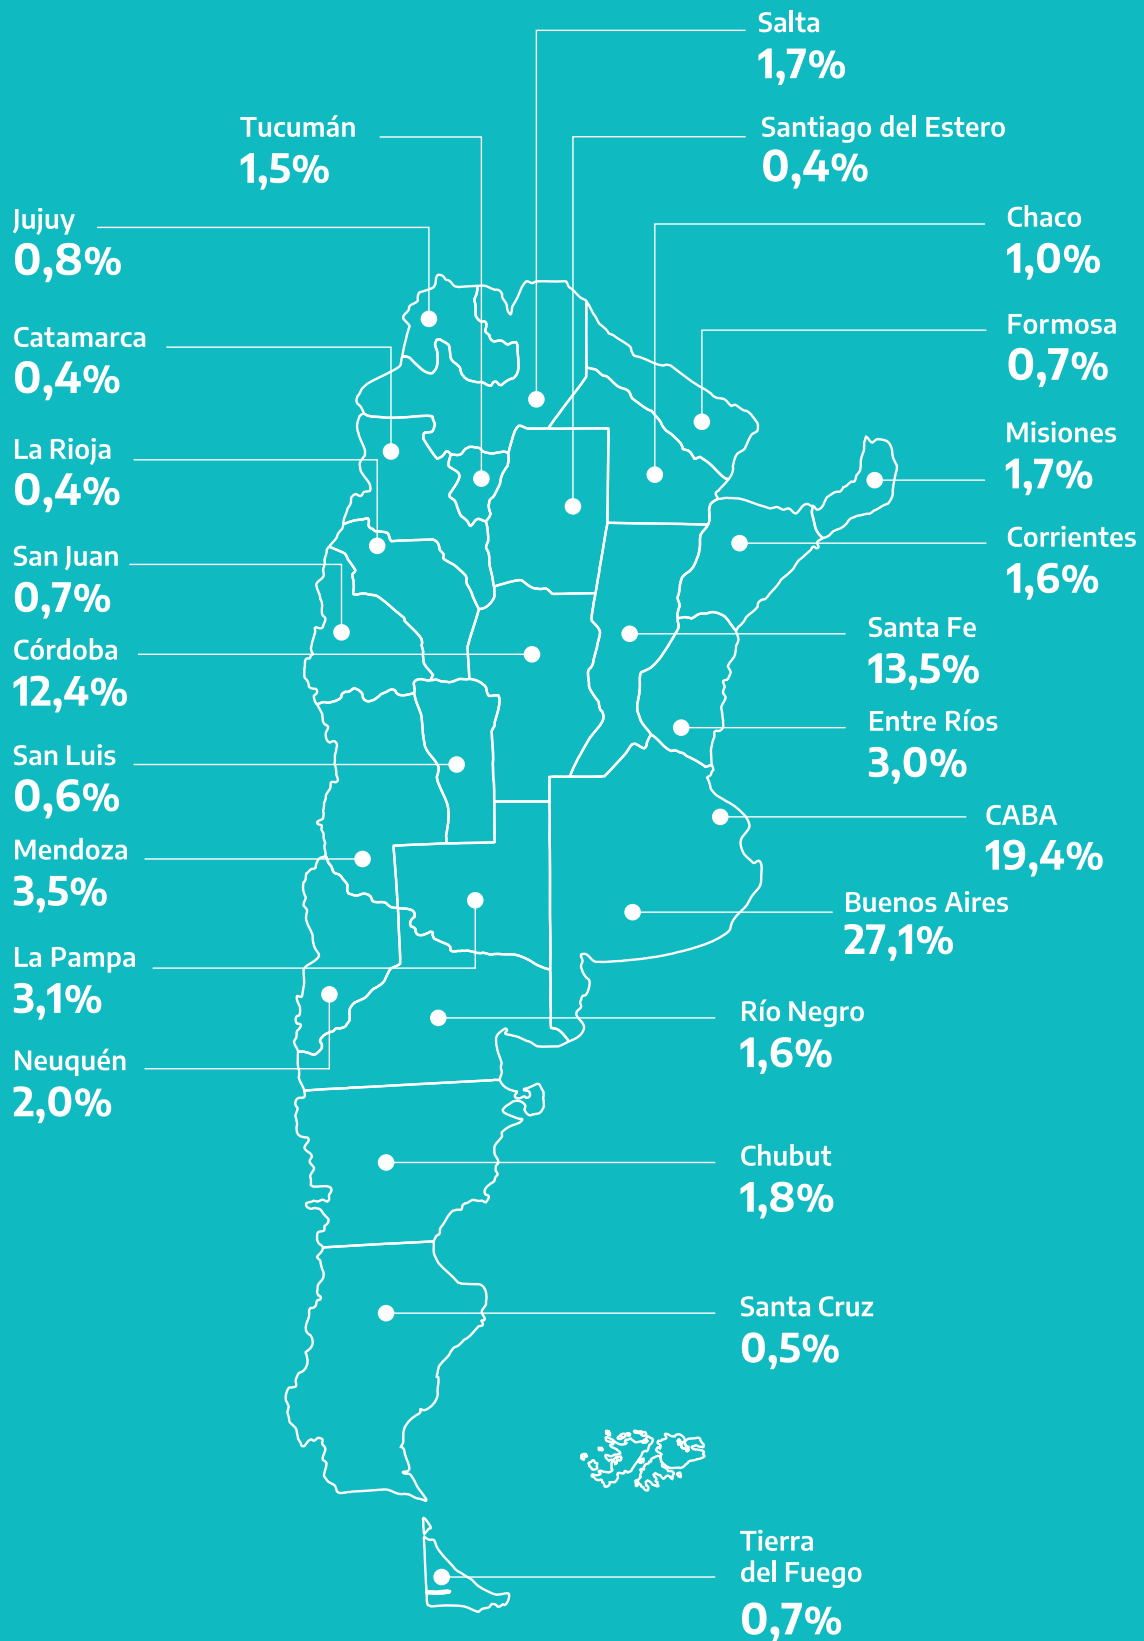 Salta
1,7%
Tucumán
1,5%
Santiago del Estero
0,4%
Jujuy
0,8%
Chaco
1,0%
Catamarca
0,4%
Formosa
0,7%
La Rioja
0,4%
Misiones
1,7%
San Juan
0,7%
Corrientes
1,6%
Córdoba
12,4%
Santa Fe
13,5%
San Luis
0,6%
Entre Ríos
3,0%
Mendoza
3,5%
CABA
19,4%
La Pampa
3,1%
Buenos Aires
27,1%
Neuquén
2,0%
Río Negro
1,6%
Chubut
1,8%
Santa Cruz
0,5%
Tierra
del Fuego
0,7%